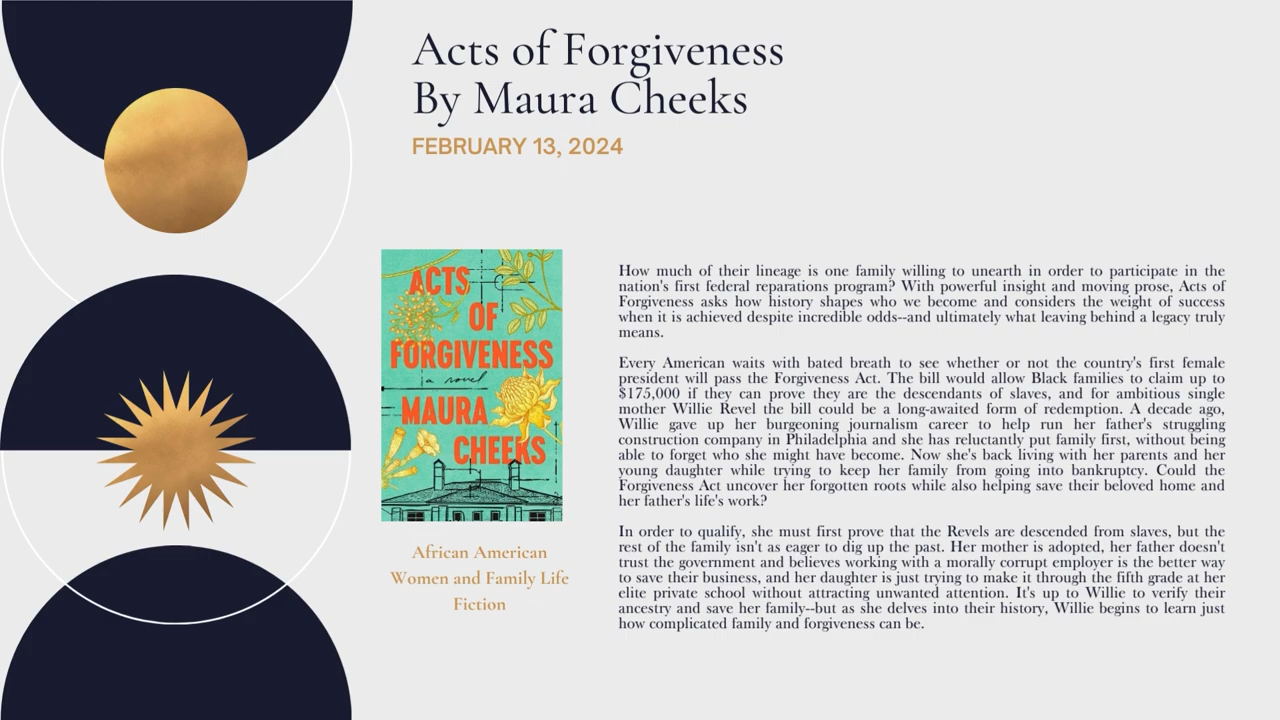 Acts of Forgiveness
By Maura Cheeks
FEBRUARY 13, 2024
ACTS
OF
FORGIVENESS
a novel
MAURA
CHEEKS
African American
Women and Family Life
Fiction
How much of their lineage is one family willing to unearth in order to participate in the
nation's first federal reparations program? With powerful insight and moving prose, Acts of
Forgiveness asks how history shapes who we become and considers the weight of success
when it is achieved despite incredible odds--and ultimately what leaving behind a legacy truly
means.
Every American waits with bated breath to see whether or not the country's first female
president will pass the Forgiveness Act. The bill would allow Black families to claim up to
$175,000 if they can prove they are the descendants of slaves, and for ambitious single
mother Willie Revel the bill could be a long-awaited form of redemption. A decade ago,
Willie gave up her burgeoning journalism career to help run her father's struggling
construction company in Philadelphia and she has reluctantly put family first, without being
able to forget who she might have become. Now she's back living with her parents and her
young daughter while trying to keep her family from going into bankruptcy. Could the
Forgiveness Act uncover her forgotten roots while also helping save their beloved home and
her father's life's work?
In order to qualify, she must first prove that the Revels are descended from slaves, but the
rest of the family isn't as eager to dig up the past. Her mother is adopted, her father doesn't
trust the government and believes working with a morally corrupt employer is the better way
to save their business, and her daughter is just trying to make it through the fifth grade at her
elite private school without attracting unwanted attention. It's up to Willie to verify their
ancestry and save her family--but as she delves into their history, Willie begins to learn just
how complicated family and forgiveness can be.